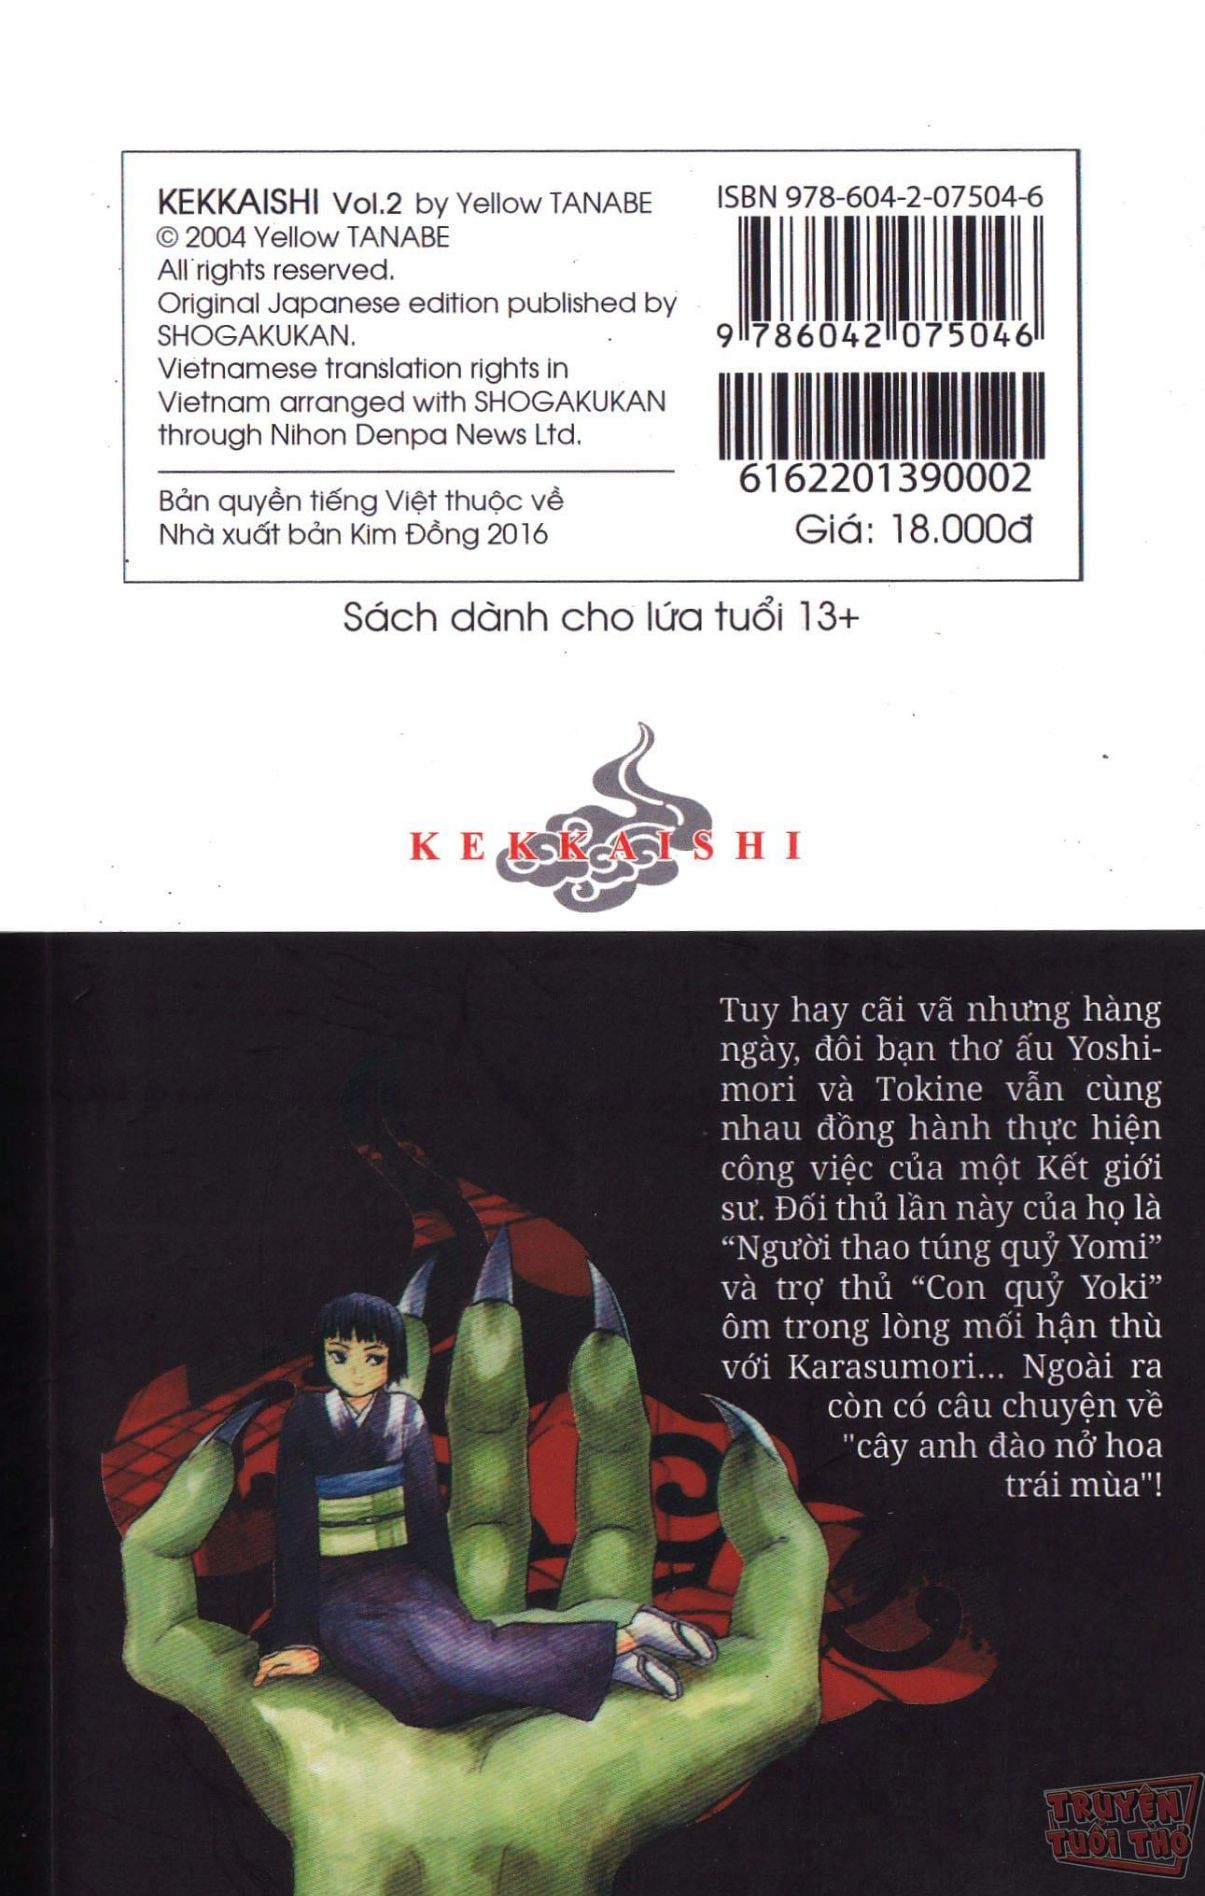 KEKKAISHI Vol.2 by Yellow TANABE
© 2004 Yellow TANABE
All rights reserved.
Original Japanese edition published by
SHOGAKUKAN.
Vietnamese translation rights in
Vietnam arranged with SHOGAKUKAN
through Nihon Denpa News Ltd.
Bản quyền tiếng Việt thuộc về
Nhà xuất bản Kim Đồng 2016
ISBN 978-604-2-07504-6
9 786042 075046
6162201390002
Giá: 18.000đ
Sách dành cho lứa tuổi 13+
KEKKAISHI
Tuy hay cãi vã nhưng hàng
ngày, đôi bạn thơ ấu Yoshi-
mori và Tokine vẫn cùng
nhau đồng hành thực hiện
công việc của một Kết giới
sư. Đối thủ lần này của họ là
“Người thao túng quỷ Yomi”
và trợ thủ “Con quỷ Yoki”
ôm trong lòng mối hận thù
với Karasumori... Ngoài ra
còn có câu chuyện về
"cây anh đào nở hoa
trái mùa"!
TRUYỆN
TUỔI THƠ